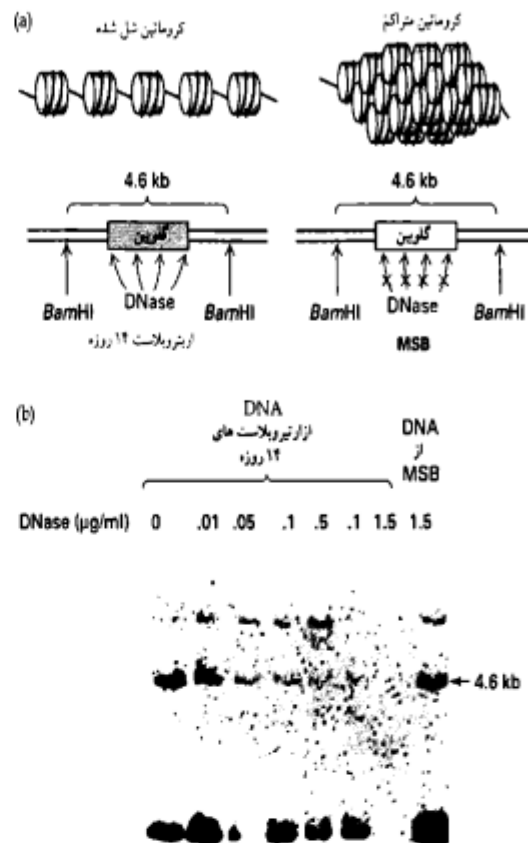 (a)
کروماتین شل شده
کروماتین متراکم
4.6 kb
4.6 kb
گلوبین
گلوبین
BamHI
DNase
BamHI
BamHI
DNase
BamHI
اریتروبلاست ۱۴ روزه
MSB
(b)
DNA
ازارتیروبلاست های
۱۴ روزه
DNA
از
MSB
DNase (μg/ml) 0 .01 .05 .1 .5 .1 1.5 1.5
4.6 kb